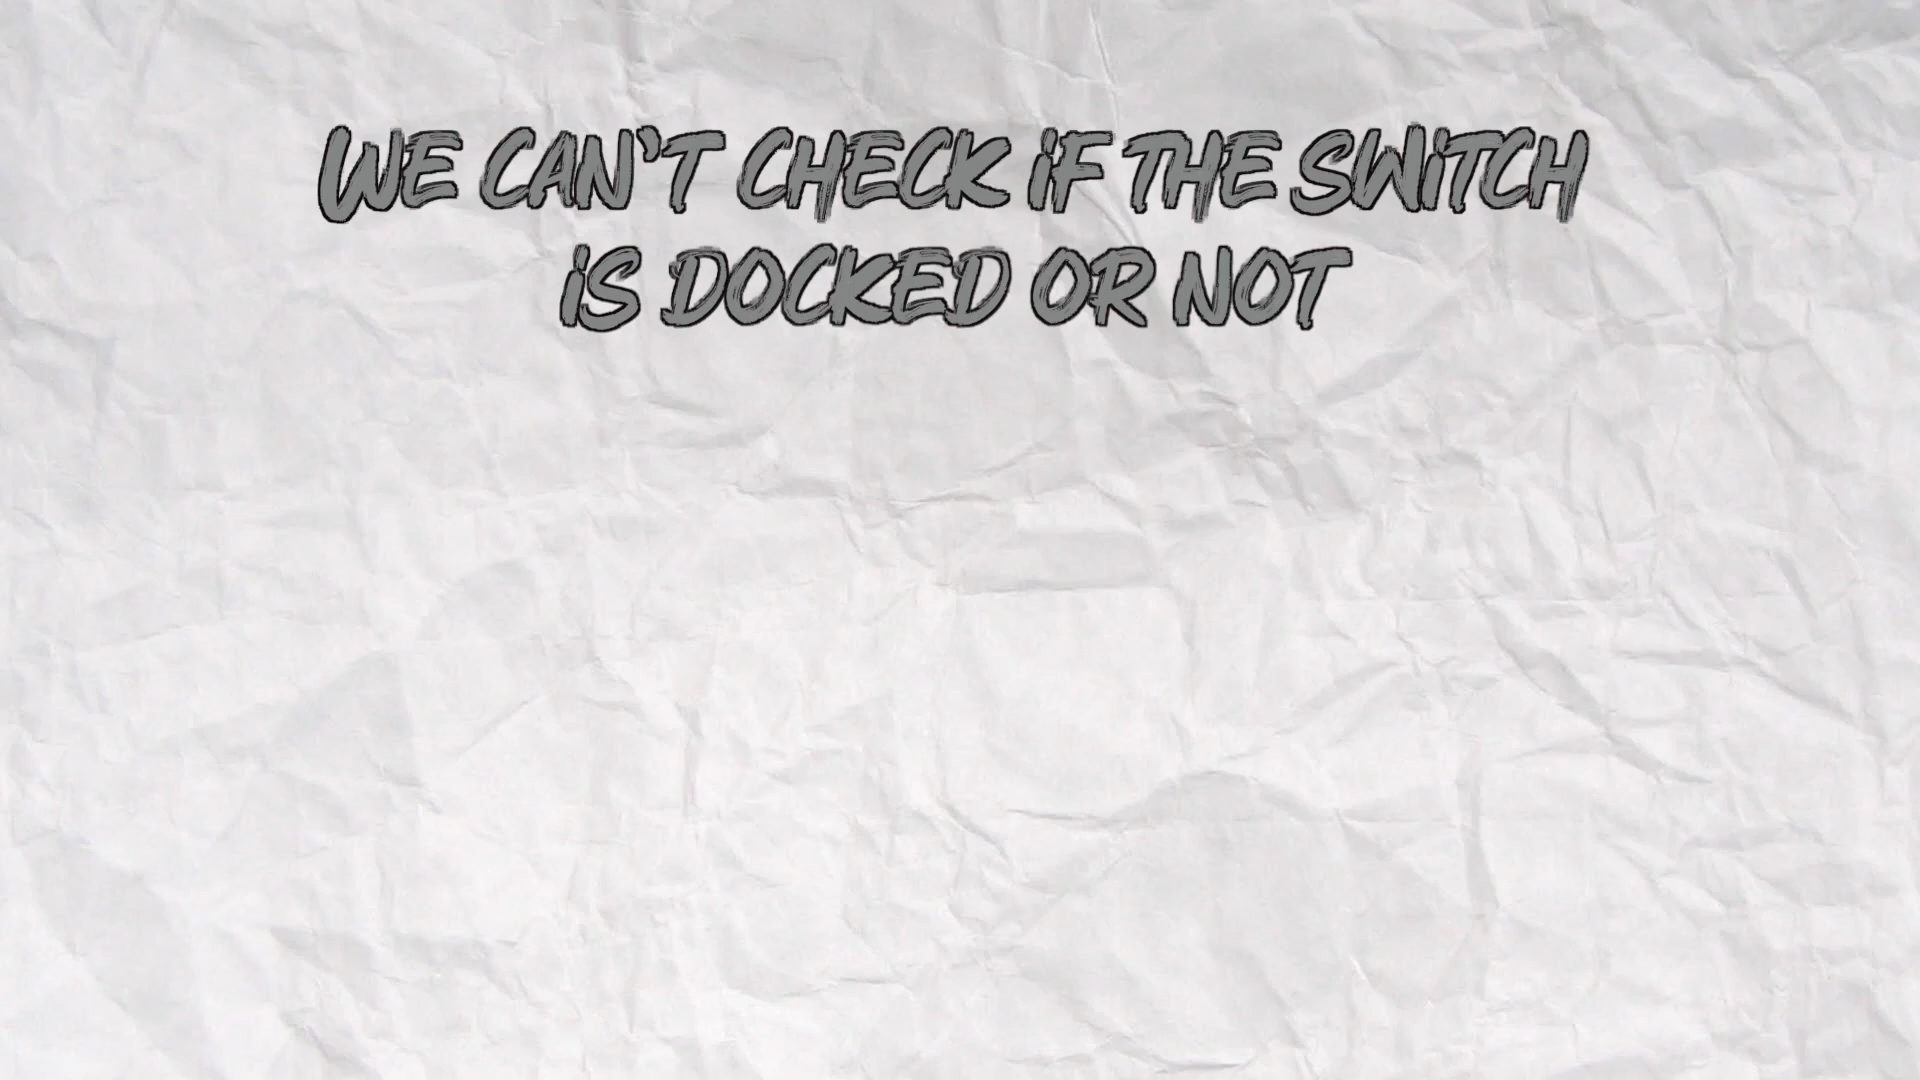 WE CAN'T CHECK iF THE SWiTCH
iS DOCKED OR NOT